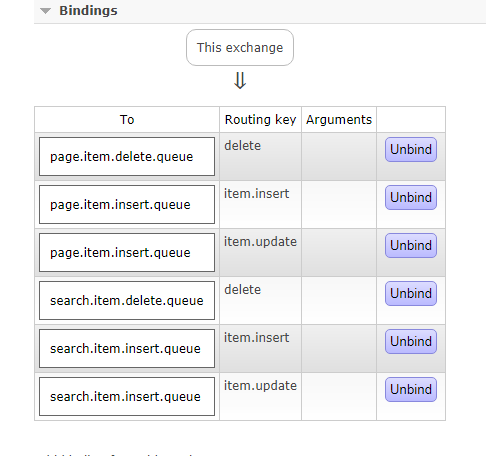 Bindings
This exchange
⇓
To Routing key Arguments
page.item.delete.queue delete Unbind
page.item.insert.queue item.insert Unbind
page.item.insert.queue item.update Unbind
search.item.delete.queue delete Unbind
search.item.insert.queue item.insert Unbind
search.item.insert.queue item.update Unbind